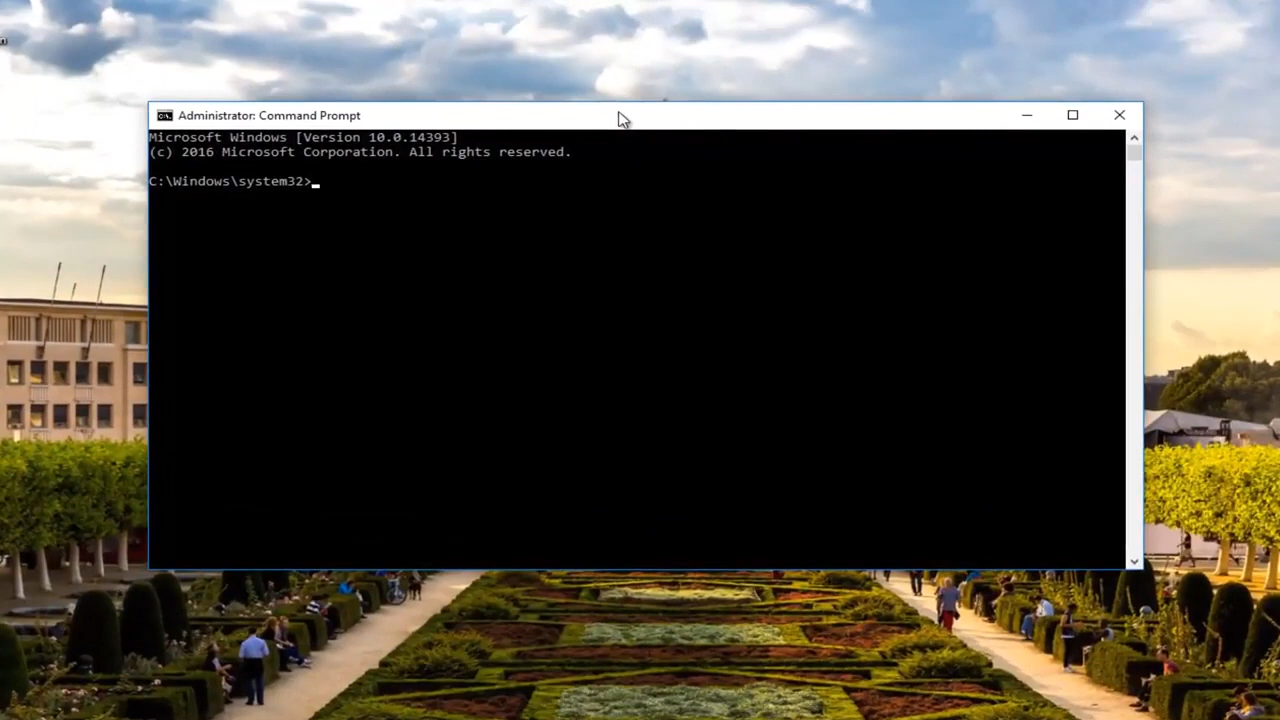 Administrator: Command Prompt
Microsoft Windows [Version 10.0.14393]
(c) 2016 Microsoft Corporation. All rights reserved.
C:\Windows\system32>